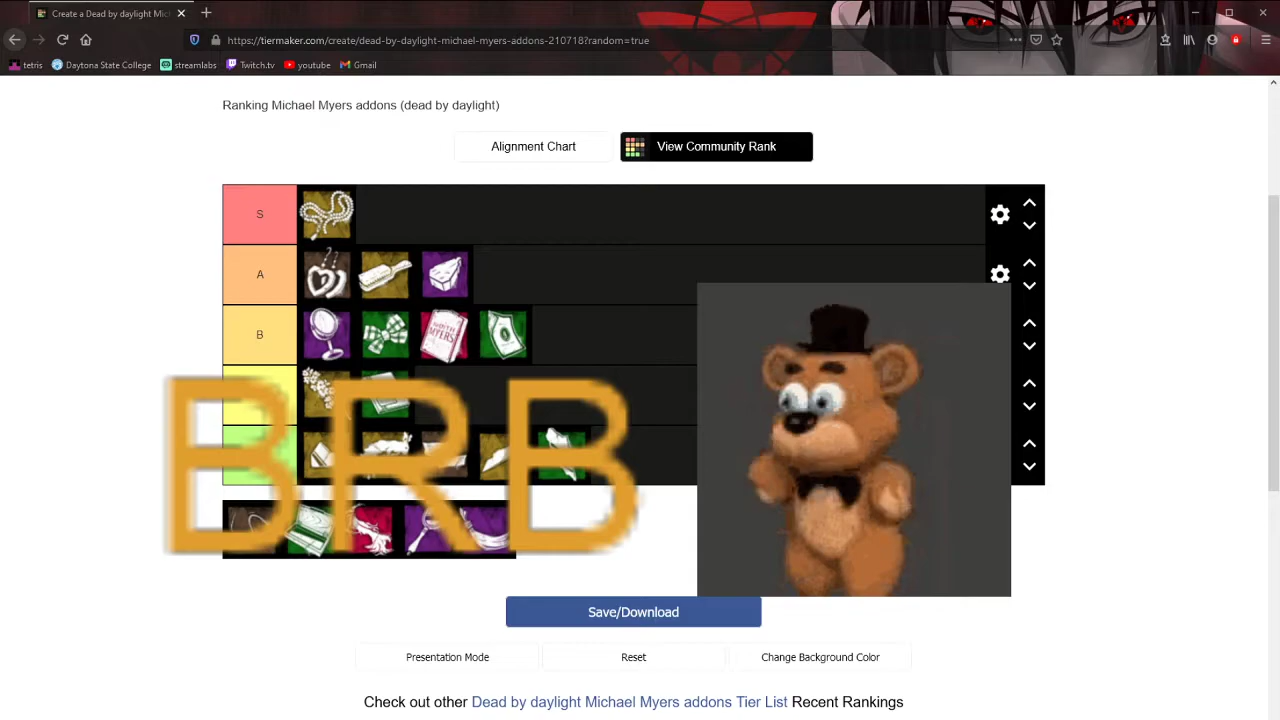 Create a Dead by daylight Mic
https://tiermaker.com/create/dead-by-daylight-michael-myers-addons-210718?random=true
tetris Daytona State College streamlabs Twitch.tv youtube Gmail
Ranking Michael Myers addons (dead by daylight)
Alignment Chart View Community Rank
S
A
B
MYERS
BRB
Save/Download
Presentation Mode Reset Change Background Color
Check out other Dead by daylight Michael Myers addons Tier List Recent Rankings